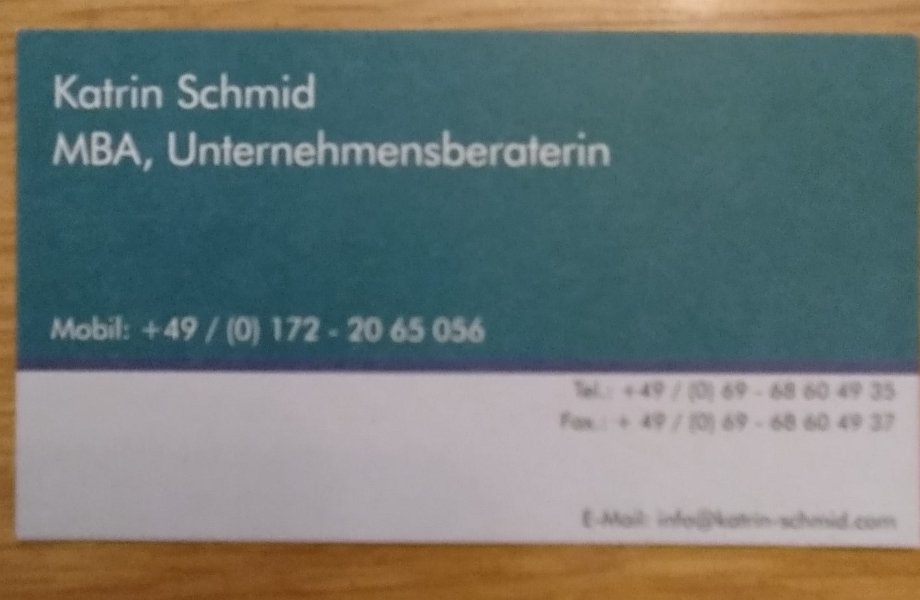 Katrin Schmid
MBA, Unternehmensberaterin
Mobil: +49 / (0) 172 - 20 65 056
Tel.: +49 / (0) 69 - 68 60 49 35
Fax.: + 49 / (0) 69 - 68 60 49 37
E-Mail: info@katrin-schmid.com